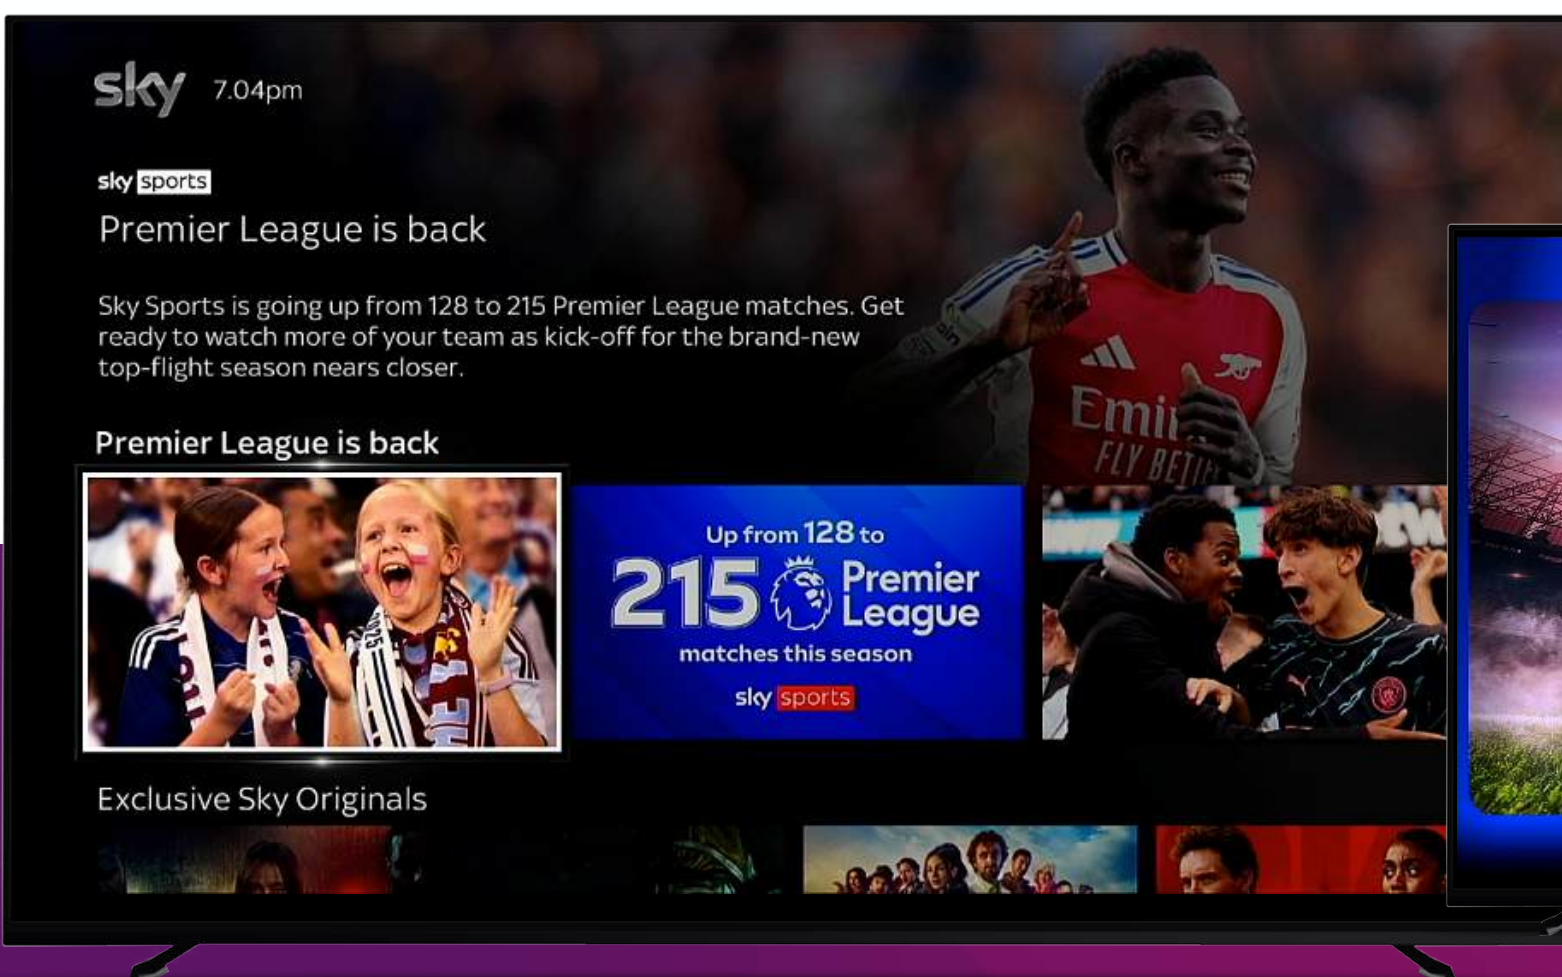 sky 7.04pm
sky sports
Premier League is back
Sky Sports is going up from 128 to 215 Premier League matches. Get
ready to watch more of your team as kick-off for the brand-new
top-flight season nears closer.
Emi
FLY BET
Premier League is back
Up from 128 to
215 Premier
League
matches this season
sky sports
Exclusive Sky Originals